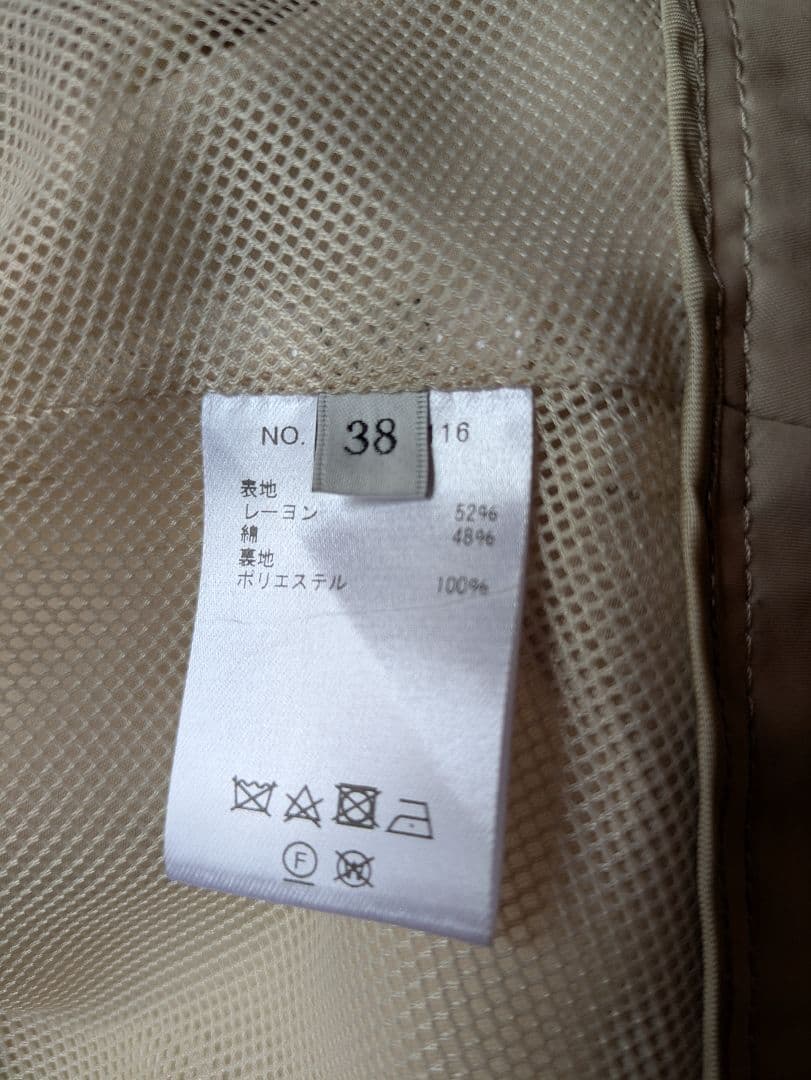 NO. 38 16
表地
レーヨン 52%
綿 48%
裏地
ポリエステル 100%
F
W